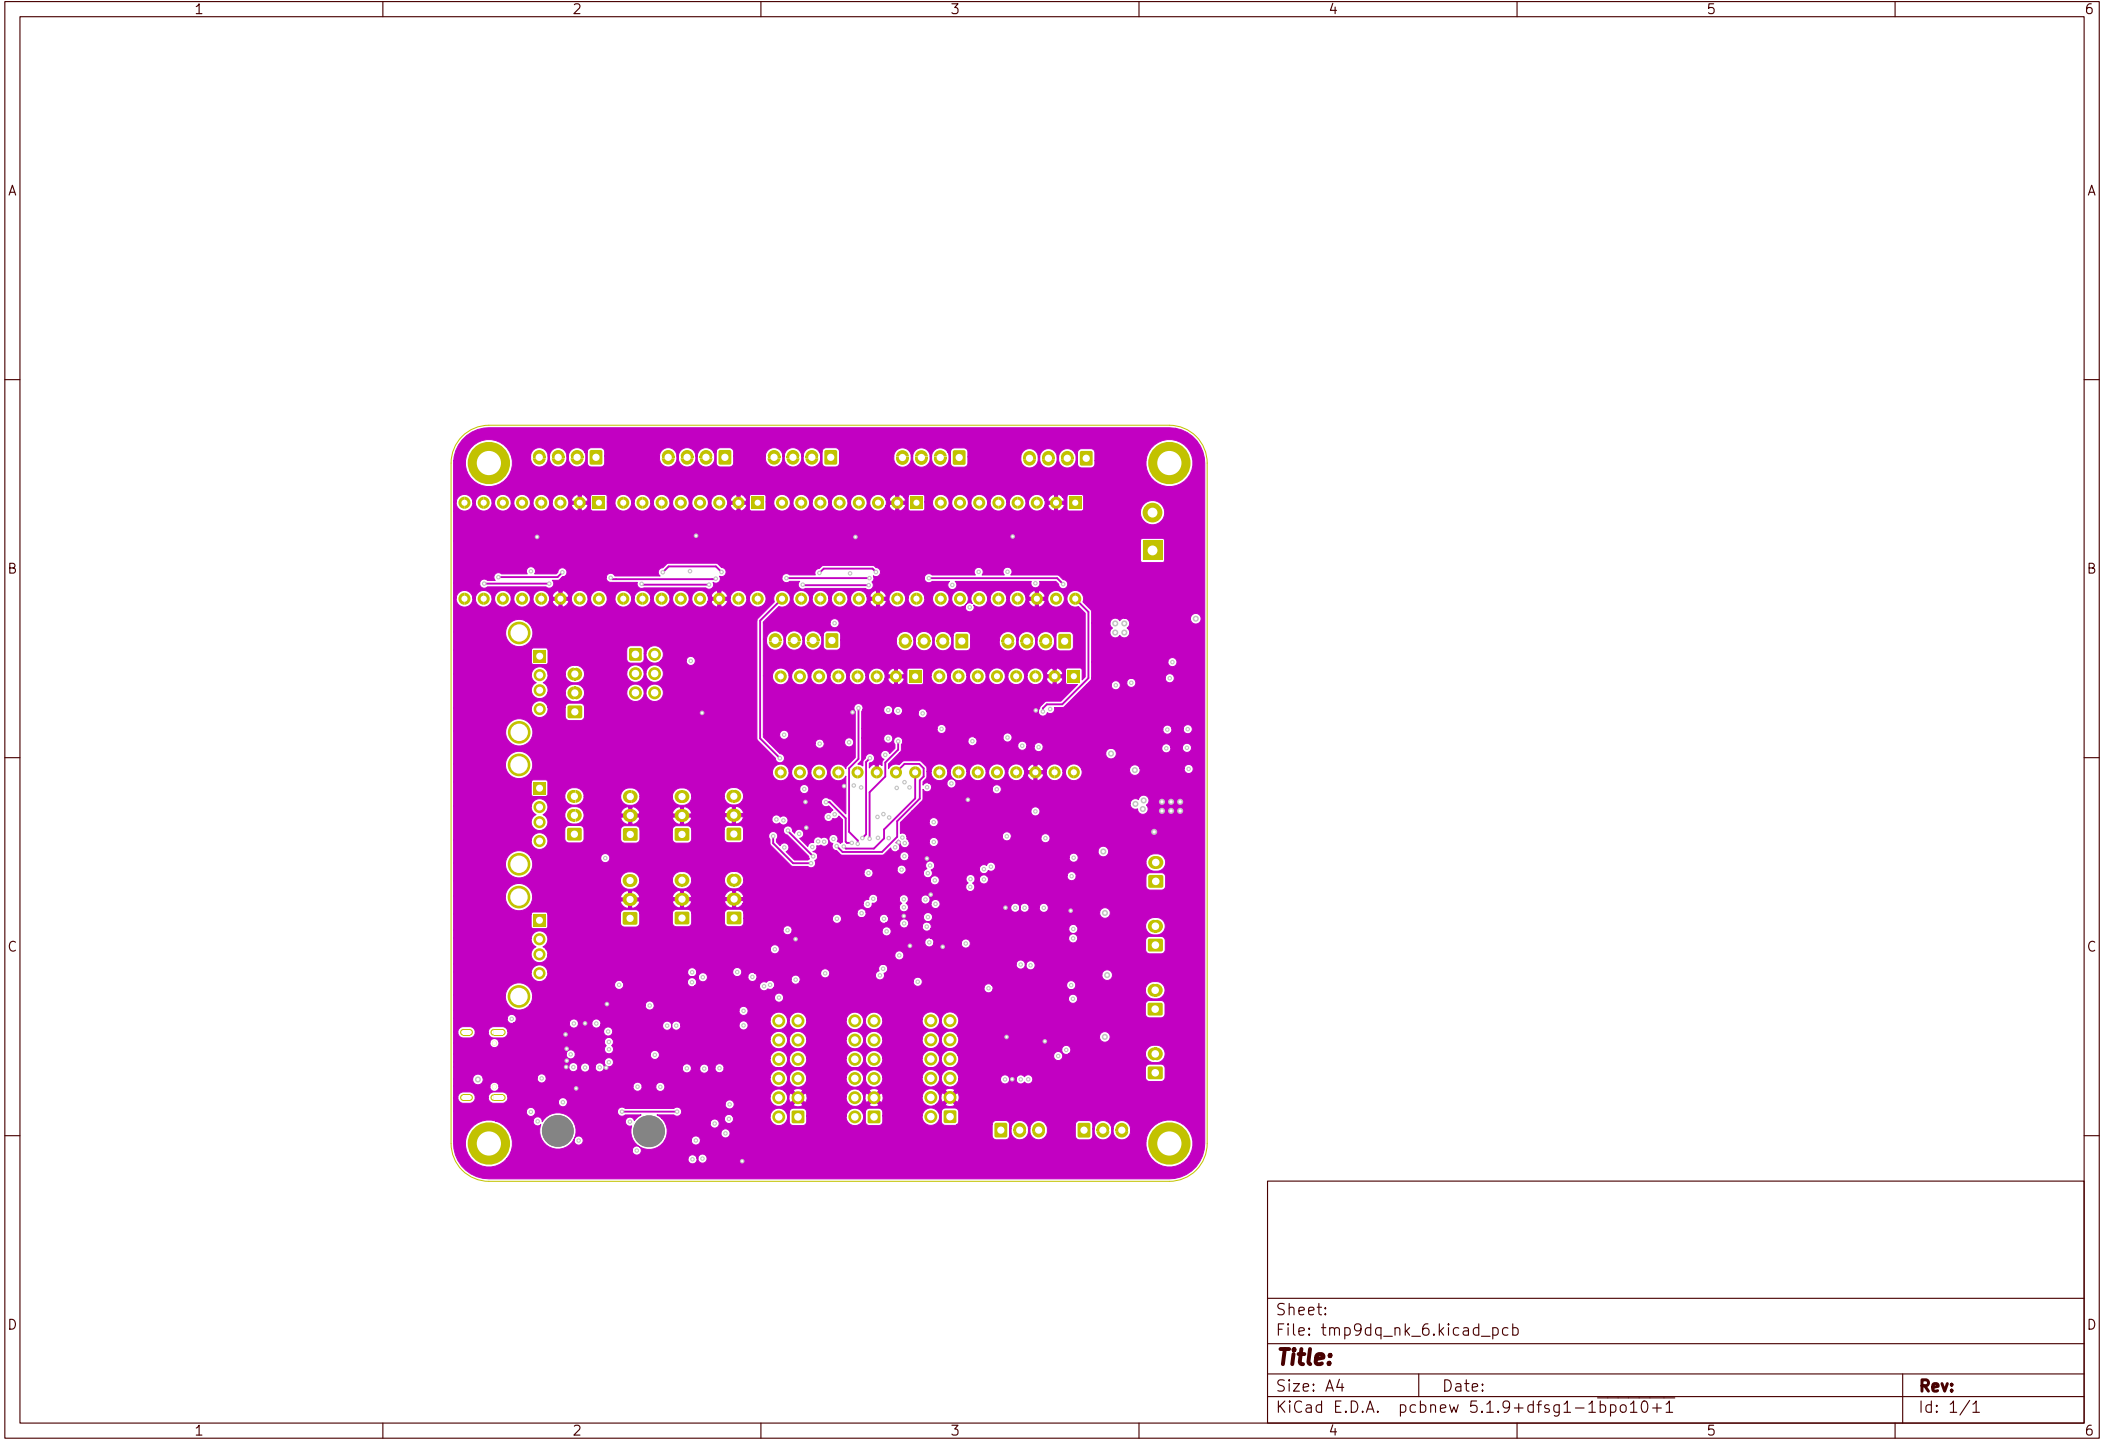 1 2 3 4 5 6
A A
B B
C C
D D
Sheet:
File: tmp9dq_nk_6.kicad_pcb
Title:
Size: A4 Date: Rev:
KiCad E.D.A. pcbnew 5.1.9+dfsg1-1bpo10+1 Id: 1/1
1 2 3 4 5 6